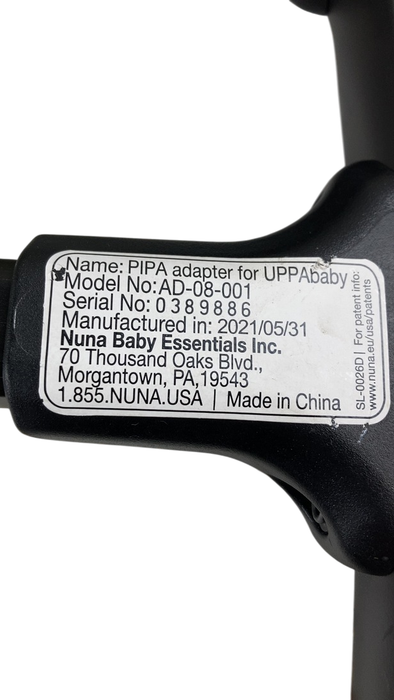 Name: PIPA adapter for UPPAbaby
Model No:AD-08-001
Serial No: 0389886
Manufactured in: 2021/05/31
Nuna Baby Essentials Inc.
70 Thousand Oaks Blvd.,
Morgantown, PA,19543
1.855.NUNA.USA | Made in China
SL-0026D | For patent info:
www.nuna.eu/usa/patents